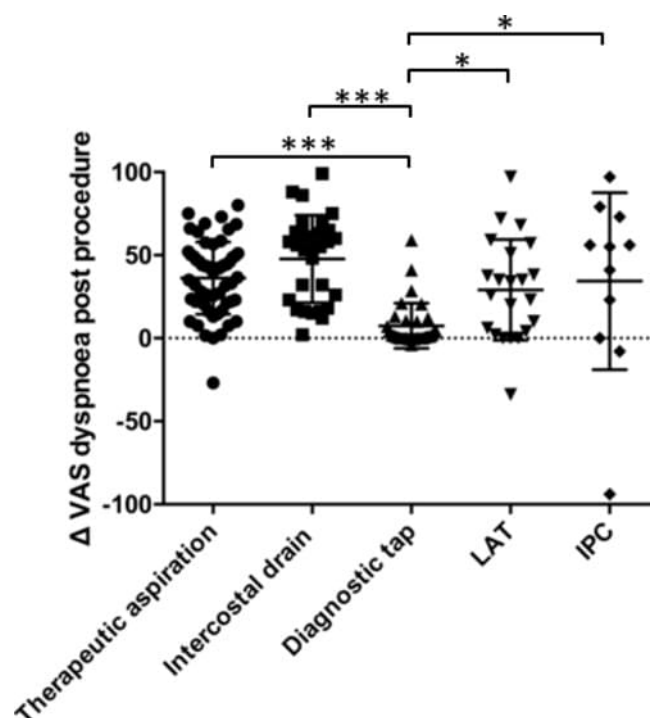 *
*
***
***
Δ VAS dyspnoea post procedure
100
50
0
-50
-100
Therapeutic aspiration
Intercostal drain
Diagnostic tap
LAT
IPC